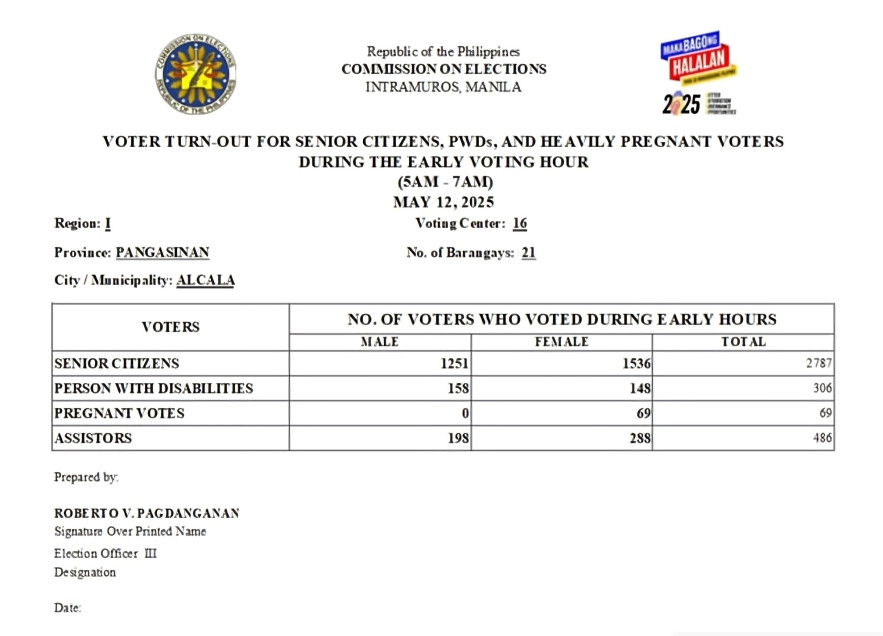 COMMISSION ON ELECTIONS
REPUBLIC OF THE PHILIPPINES
Republic of the Philippines
COMMISSION ON ELECTIONS
INTRAMUROS, MANILA
MAKABAGONG
HALALAN
2025
VOTER TURN-OUT FOR SENIOR CITIZENS, PWDs, AND HEAVILY PREGNANT VOTERS
DURING THE EARLY VOTING HOUR
(5AM - 7AM)
MAY 12, 2025
Region: I Voting Center: 16
Province: PANGASINAN No. of Barangays: 21
City / Municipality: ALCALA
VOTERS NO. OF VOTERS WHO VOTED DURING EARLY HOURS
MALE FEMALE TOTAL
SENIOR CITIZENS 1251 1536 2787
PERSON WITH DISABILITIES 158 148 306
PREGNANT VOTES 0 69 69
ASSISTORS 198 288 486
Prepared by:
ROBERTO V. PAGDANGANAN
Signature Over Printed Name
Election Officer III
Designation
Date: